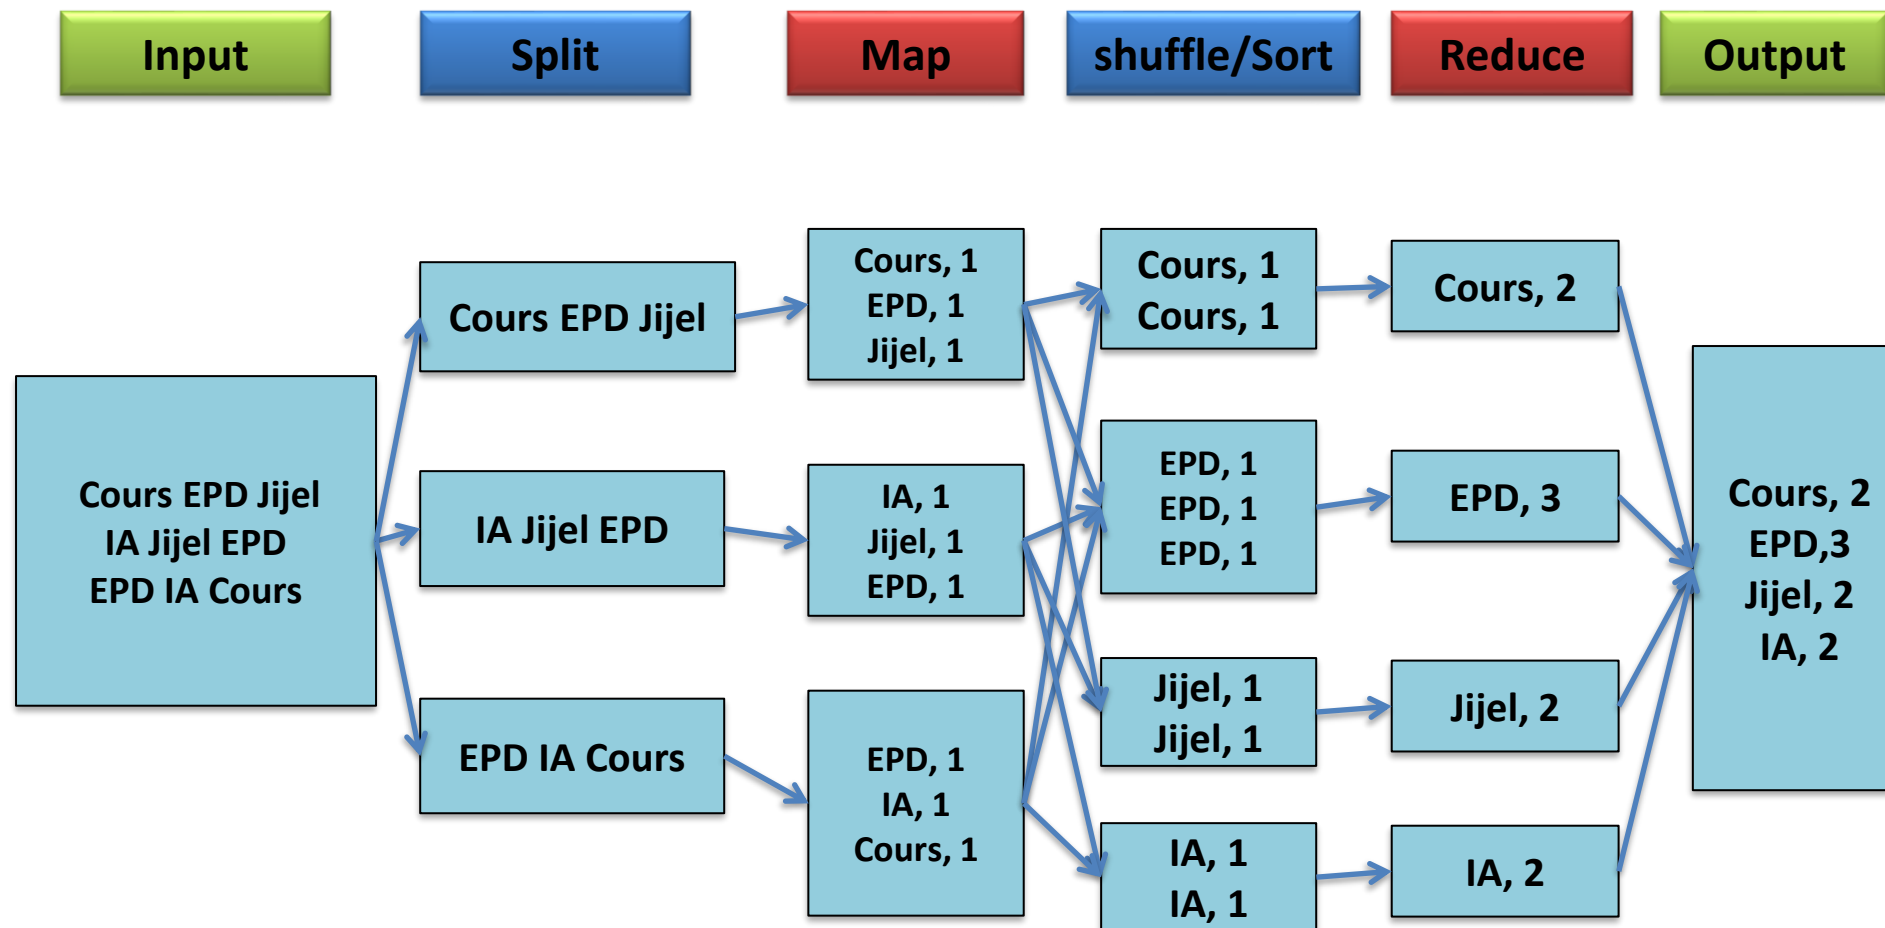 Input
Split
Map
shuffle/Sort
Reduce
Output
Cours EPD Jijel
IA Jijel EPD
EPD IA Cours
Cours EPD Jijel
IA Jijel EPD
EPD IA Cours
Cours, 1
EPD, 1
Jijel, 1
IA, 1
Jijel, 1
EPD, 1
EPD, 1
IA, 1
Cours, 1
Cours, 1
Cours, 1
EPD, 1
EPD, 1
EPD, 1
Jijel, 1
Jijel, 1
IA, 1
IA, 1
Cours, 2
EPD, 3
Jijel, 2
IA, 2
Cours, 2
EPD,3
Jijel, 2
IA, 2